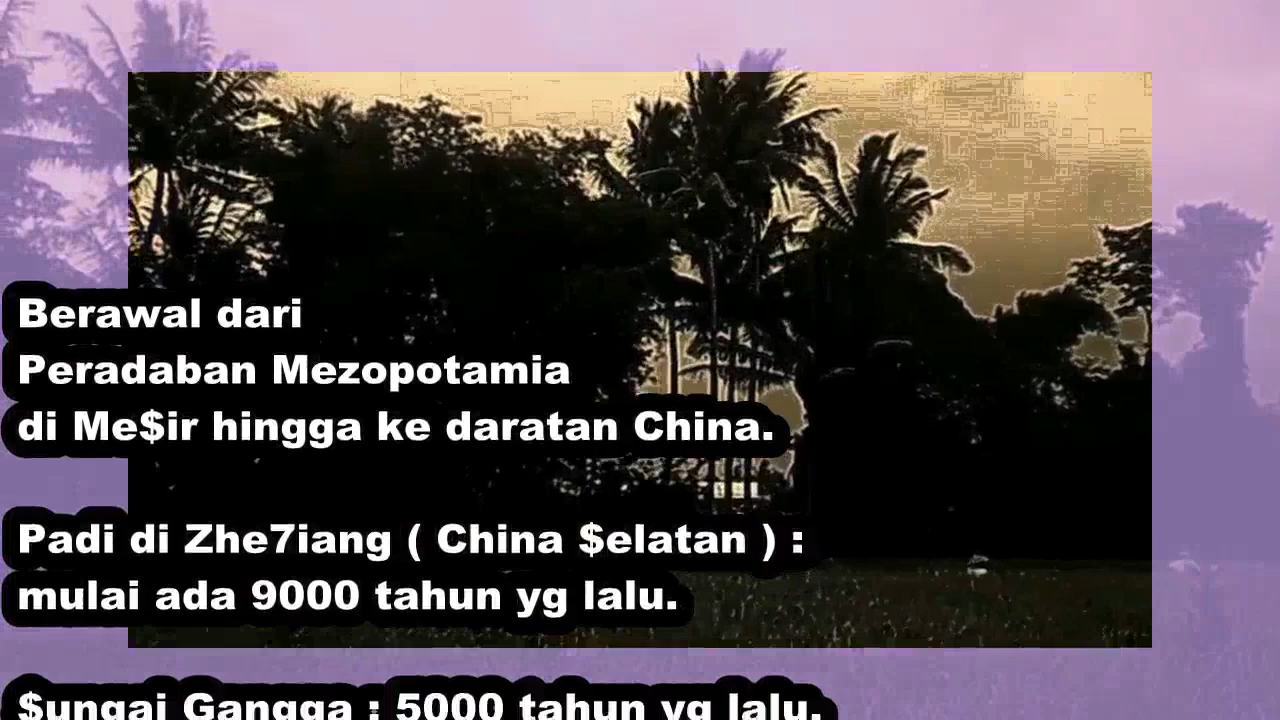 Berawal dari
Peradaban Mezopotamia
di Me$ir hingga ke daratan China.
Padi di Zhe7iang ( China $elatan ) :
mulai ada 9000 tahun yg lalu.
$ungai Gangga : 5000 tahun yg lalu.